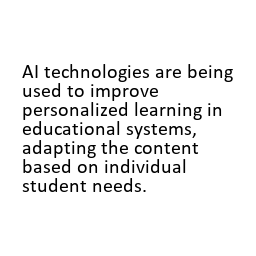 AI technologies are being
used to improve
personalized learning in
educational systems,
adapting the content
based on individual
student needs.